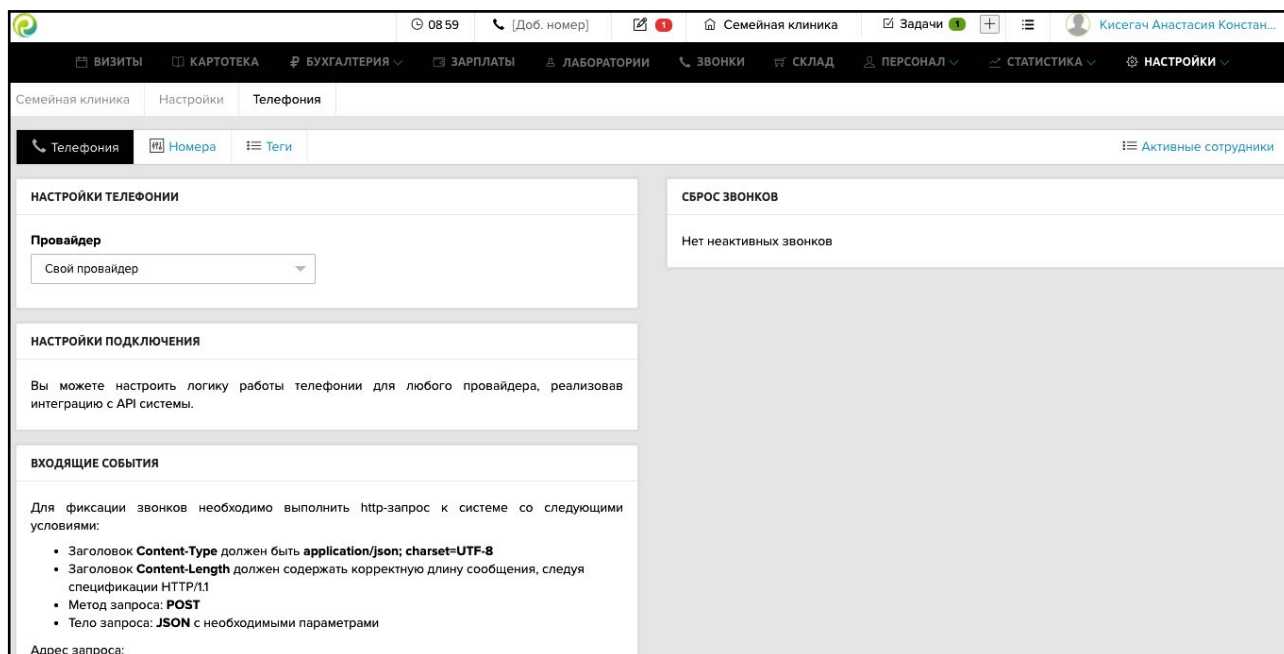 08 59 [Доб. номер] 1 Семейная клиника Задачи 1 + Кисегач Анастасия Констан...
ВИЗИТЫ КАРТОТЕКА БУХГАЛТЕРИЯ ЗАРПЛАТЫ ЛАБОРАТОРИИ ЗВОНКИ СКЛАД ПЕРСОНАЛ СТАТИСТИКА НАСТРОЙКИ
Семейная клиника Настройки Телефония
Телефония Номера Теги Активные сотрудники
НАСТРОЙКИ ТЕЛЕФОНИИ
Провайдер
Свой провайдер
СБРОС ЗВОНКОВ
Нет неактивных звонков
НАСТРОЙКИ ПОДКЛЮЧЕНИЯ
Вы можете настроить логику работы телефонии для любого провайдера, реализовав
интеграцию с API системы.
ВХОДЯЩИЕ СОБЫТИЯ
Для фиксации звонков необходимо выполнить http-запрос к системе со следующими
условиями:
• Заголовок Content-Type должен быть application/json; charset=UTF-8
• Заголовок Content-Length должен содержать корректную длину сообщения, следуя
спецификации HTTP/1.1
• Метод запроса: POST
• Тело запроса: JSON с необходимыми параметрами
Адрес запроса: